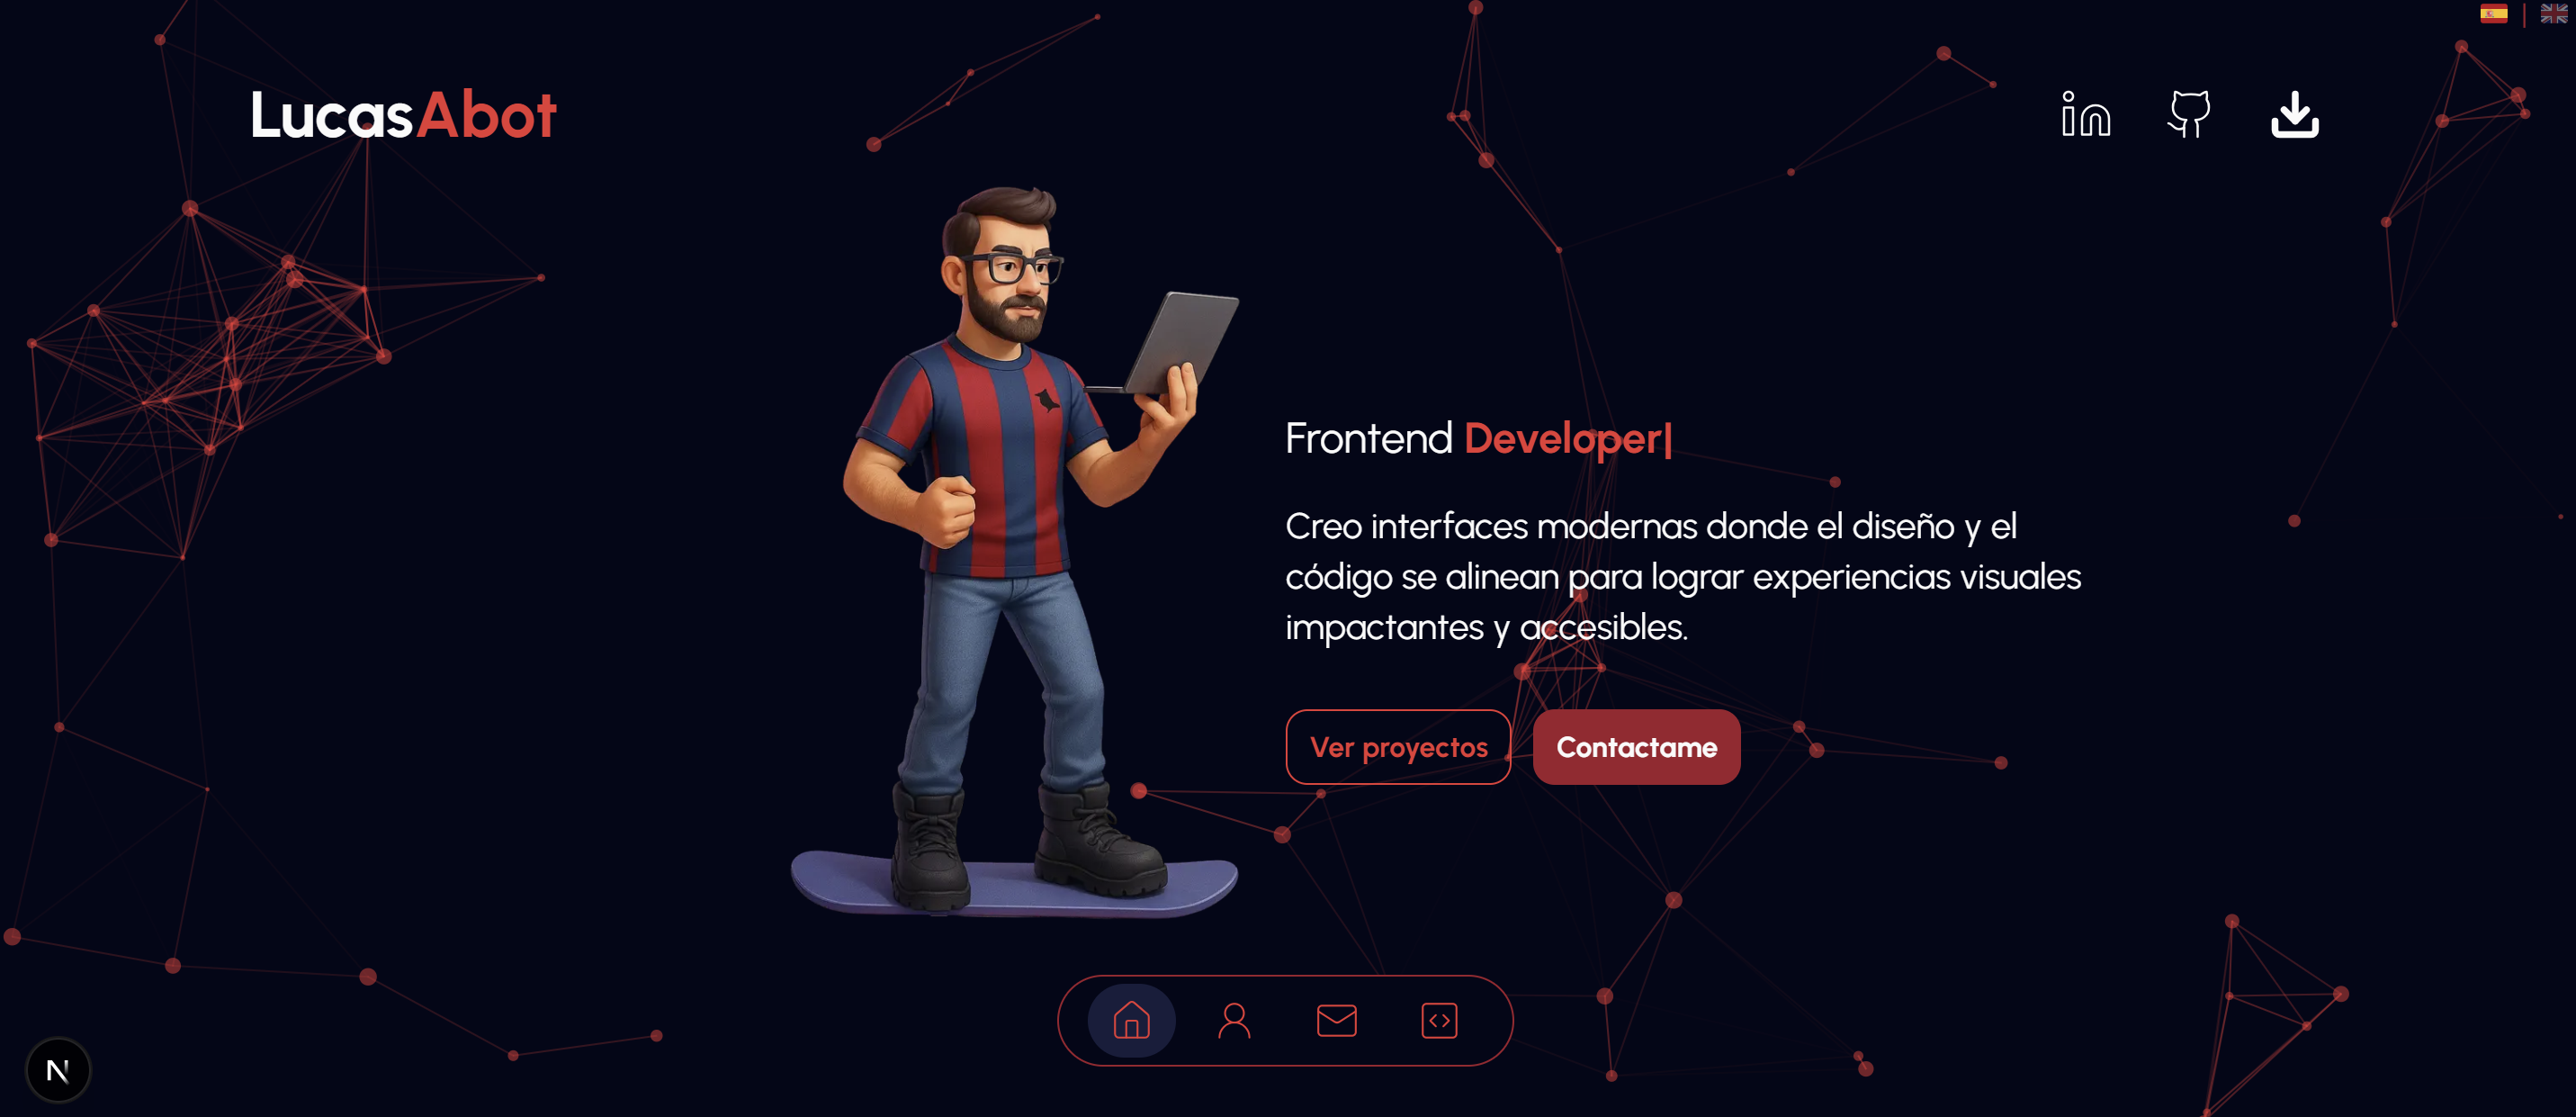 LucasAbot
Frontend Developer|
Creo interfaces modernas donde el diseño y el
código se alinean para lograr experiencias visuales
impactantes y accesibles.
Ver proyectos
Contactame
N